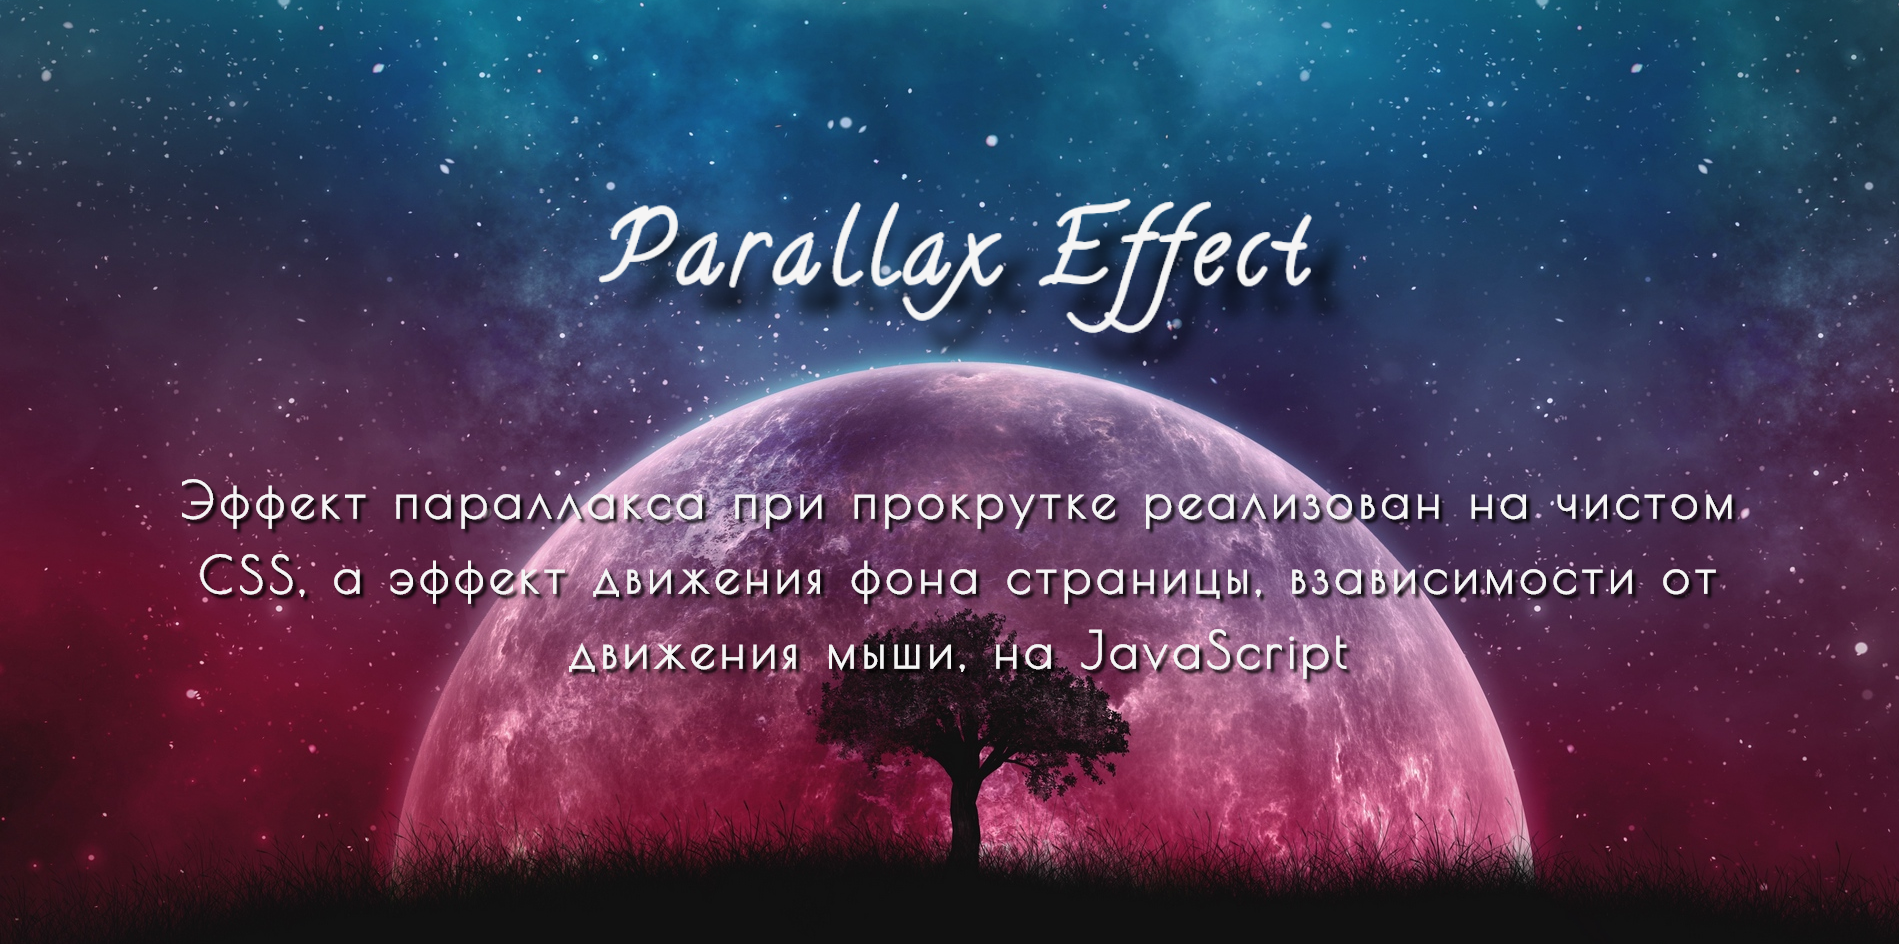 Parallax Effect
Эффект параллакса при прокрутке реализован на чистом
CSS, а эффект движения фона страницы, взависимости от
движения мыши, на JavaScript